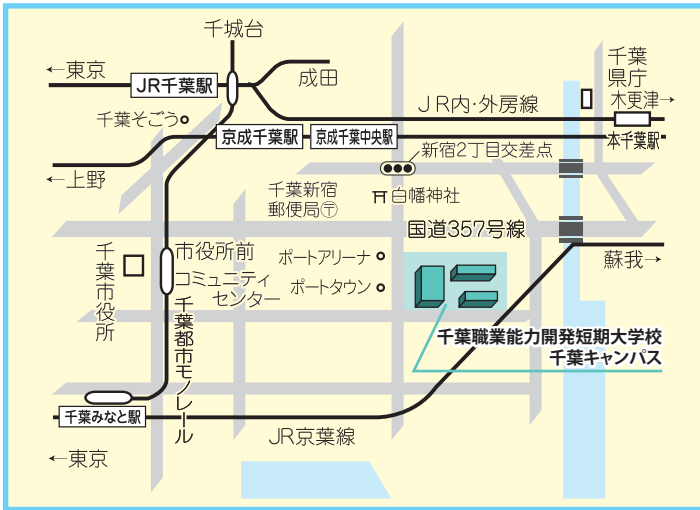 千城台
←東京
JR千葉駅
成田
千葉
県庁
木更津→
千葉そごう
JR内・外房線
京成千葉駅
京成千葉中央駅
本千葉駅
新宿2丁目交差点
←上野
千葉新宿
郵便局〶
白幡神社
国道357号線
千葉市役所
市役所前
コミュニティ
センター
ポートアリーナ
ポートタウン
蘇我→
千葉都市モノレール
千葉職業能力開発短期大学校
千葉キャンパス
千葉みなと駅
JR京葉線
←東京